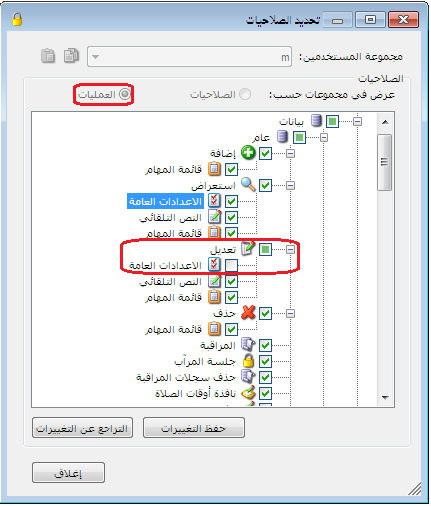 تحديد الصلاحيات
مجموعة المستخدمين: m
الصلاحيات
عرض في مجموعات حسب: الصلاحيات العمليات
بيانات
عام
إضافة
قائمة المهام
استعراض
الاعدادات العامة
النص التلقائي
قائمة المهام
تعديل
الاعدادات العامة
النص التلقائي
قائمة المهام
حذف
قائمة المهام
المراقبة
جلسة المرآب
حذف سجلات المراقبة
نافذة أوقات الصلاة
حفظ التغييرات التراجع عن التغييرات
إغلاق